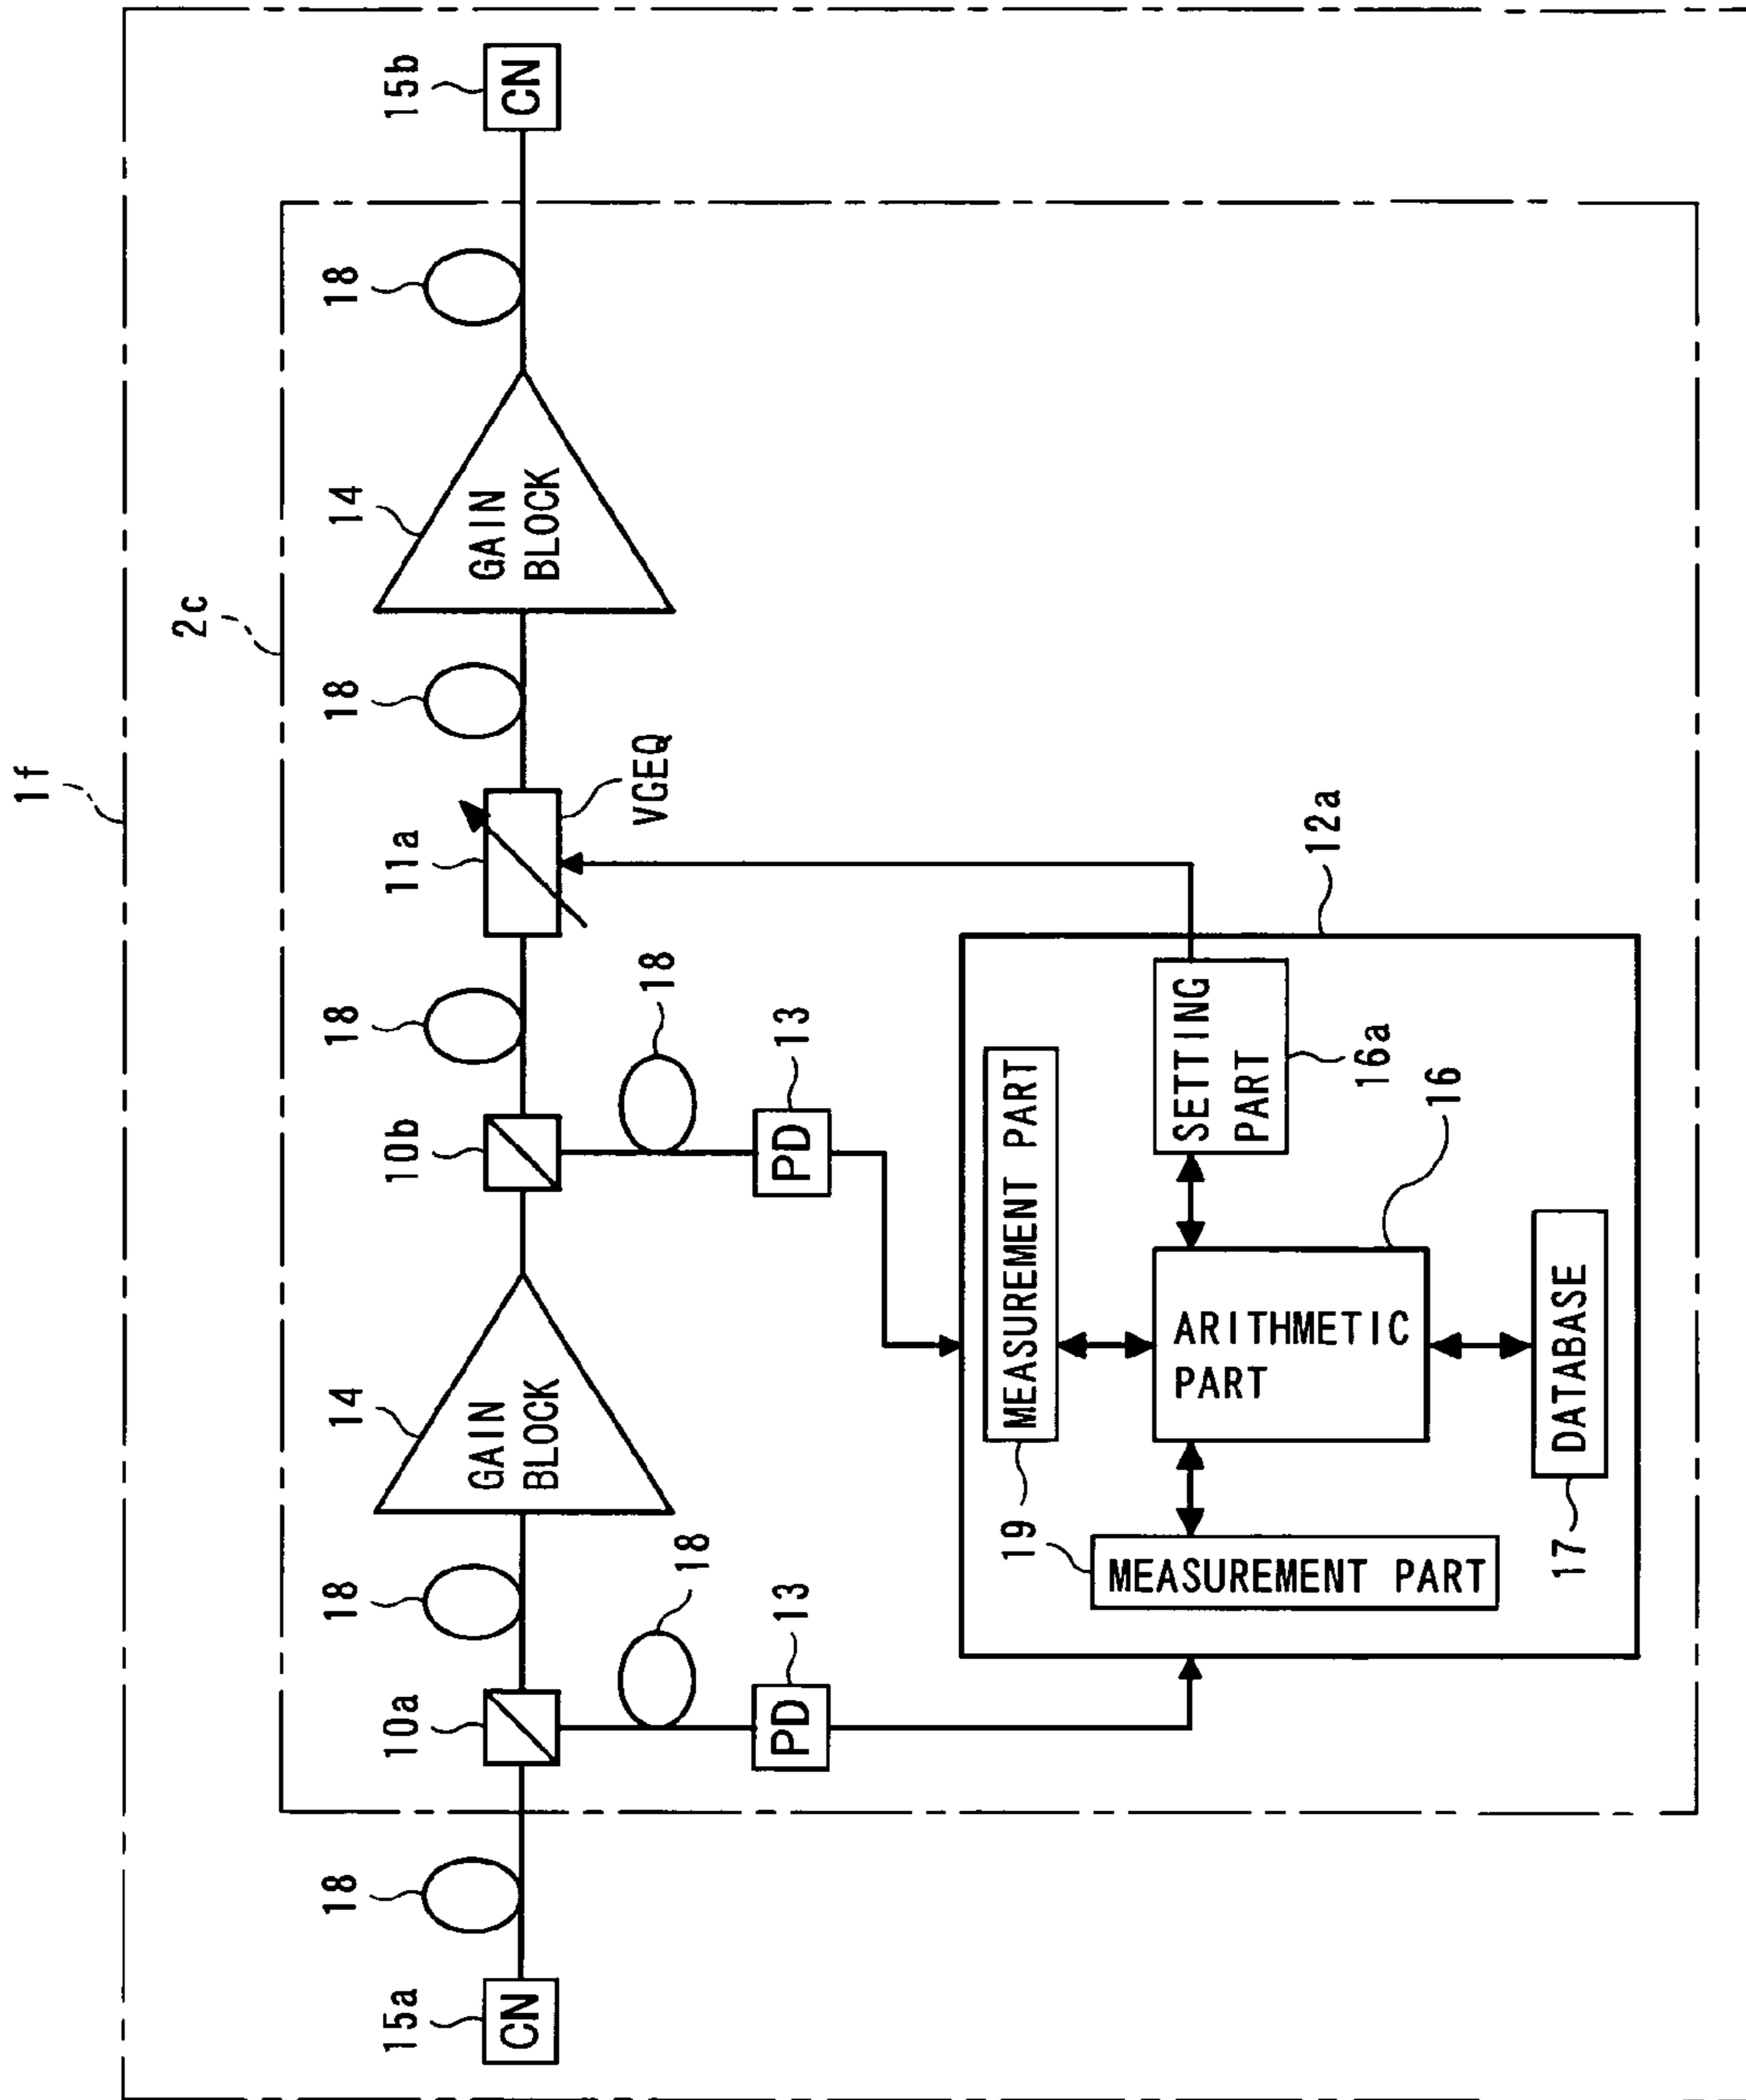 1f
2c
15a
CN
18
10a
18
14
GAIN
BLOCK
10b
18
11a
VGEQ
18
14
GAIN
BLOCK
18
15b
CN
18
PD
13
18
PD
13
12a
19
MEASUREMENT PART
MEASUREMENT PART
SETTING
PART
16a
16
ARITHMETIC
PART
17
DATABASE